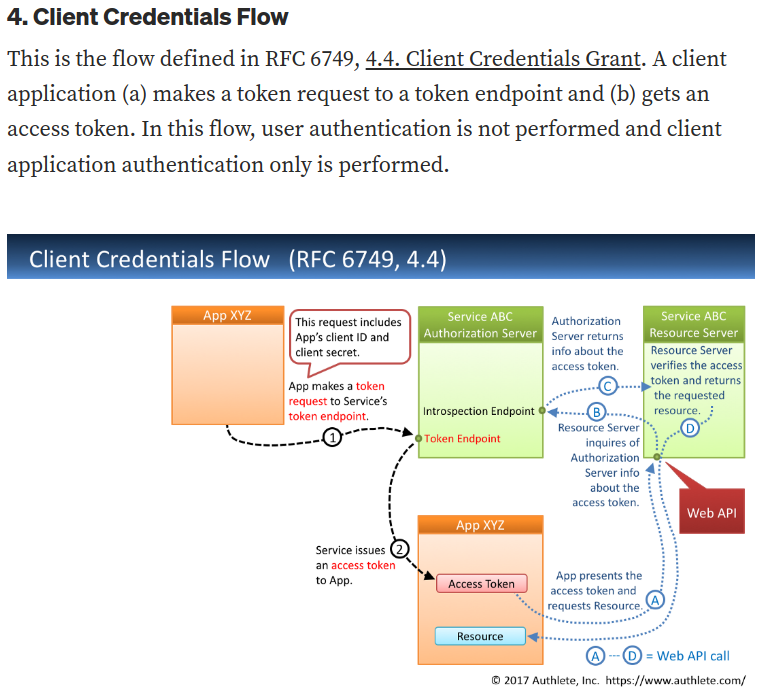 4. Client Credentials Flow
This is the flow defined in RFC 6749, 4.4. Client Credentials Grant. A client
application (a) makes a token request to a token endpoint and (b) gets an
access token. In this flow, user authentication is not performed and client
application authentication only is performed.
Client Credentials Flow (RFC 6749, 4.4)
App XYZ
This request includes
App's client ID and
client secret.
App makes a token
request to Service's
token endpoint.
1
Service ABC
Authorization Server
Introspection Endpoint
Token Endpoint
Authorization
Server returns
info about the
access token.
C
B
Resource Server
inquires of
Authorization
Server info
about the
access token.
Service ABC
Resource Server
Resource Server
verifies the access
token and returns
the requested
resource.
D
Web API
2
Service issues
an access token
to App.
App XYZ
Access Token
Resource
App presents the
access token and
requests Resource.
A
A --- D = Web API call
© 2017 Authlete, Inc. https://www.authlete.com/